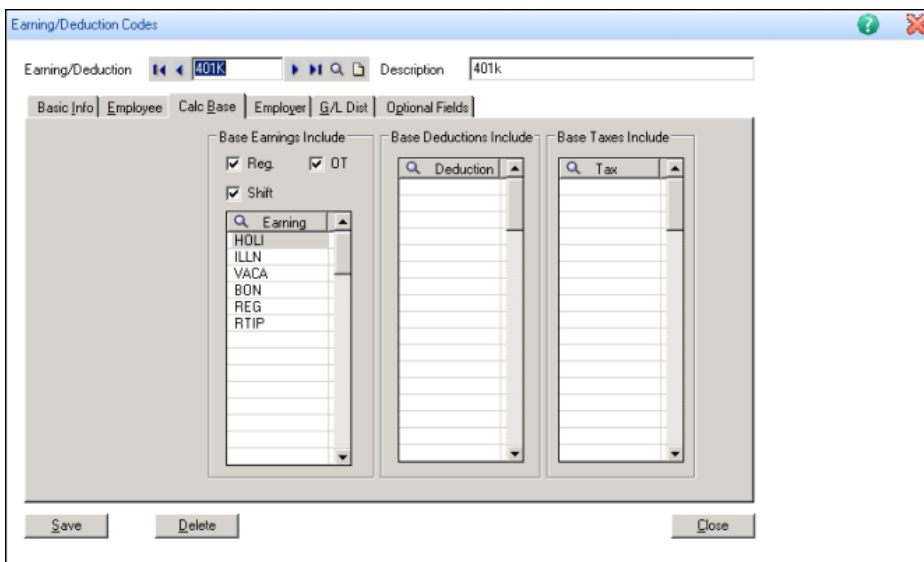 Earning/Deduction Codes
Earning/Deduction 401K Description 401k
Basic Info Employee Calc Base Employer G/L Dist Optional Fields
Base Earnings Include Base Deductions Include Base Taxes Include
Reg. OT
Shift
Deduction Tax
Earning
HOLI
ILLN
VACA
BON
REG
RTIP
Save Delete Close